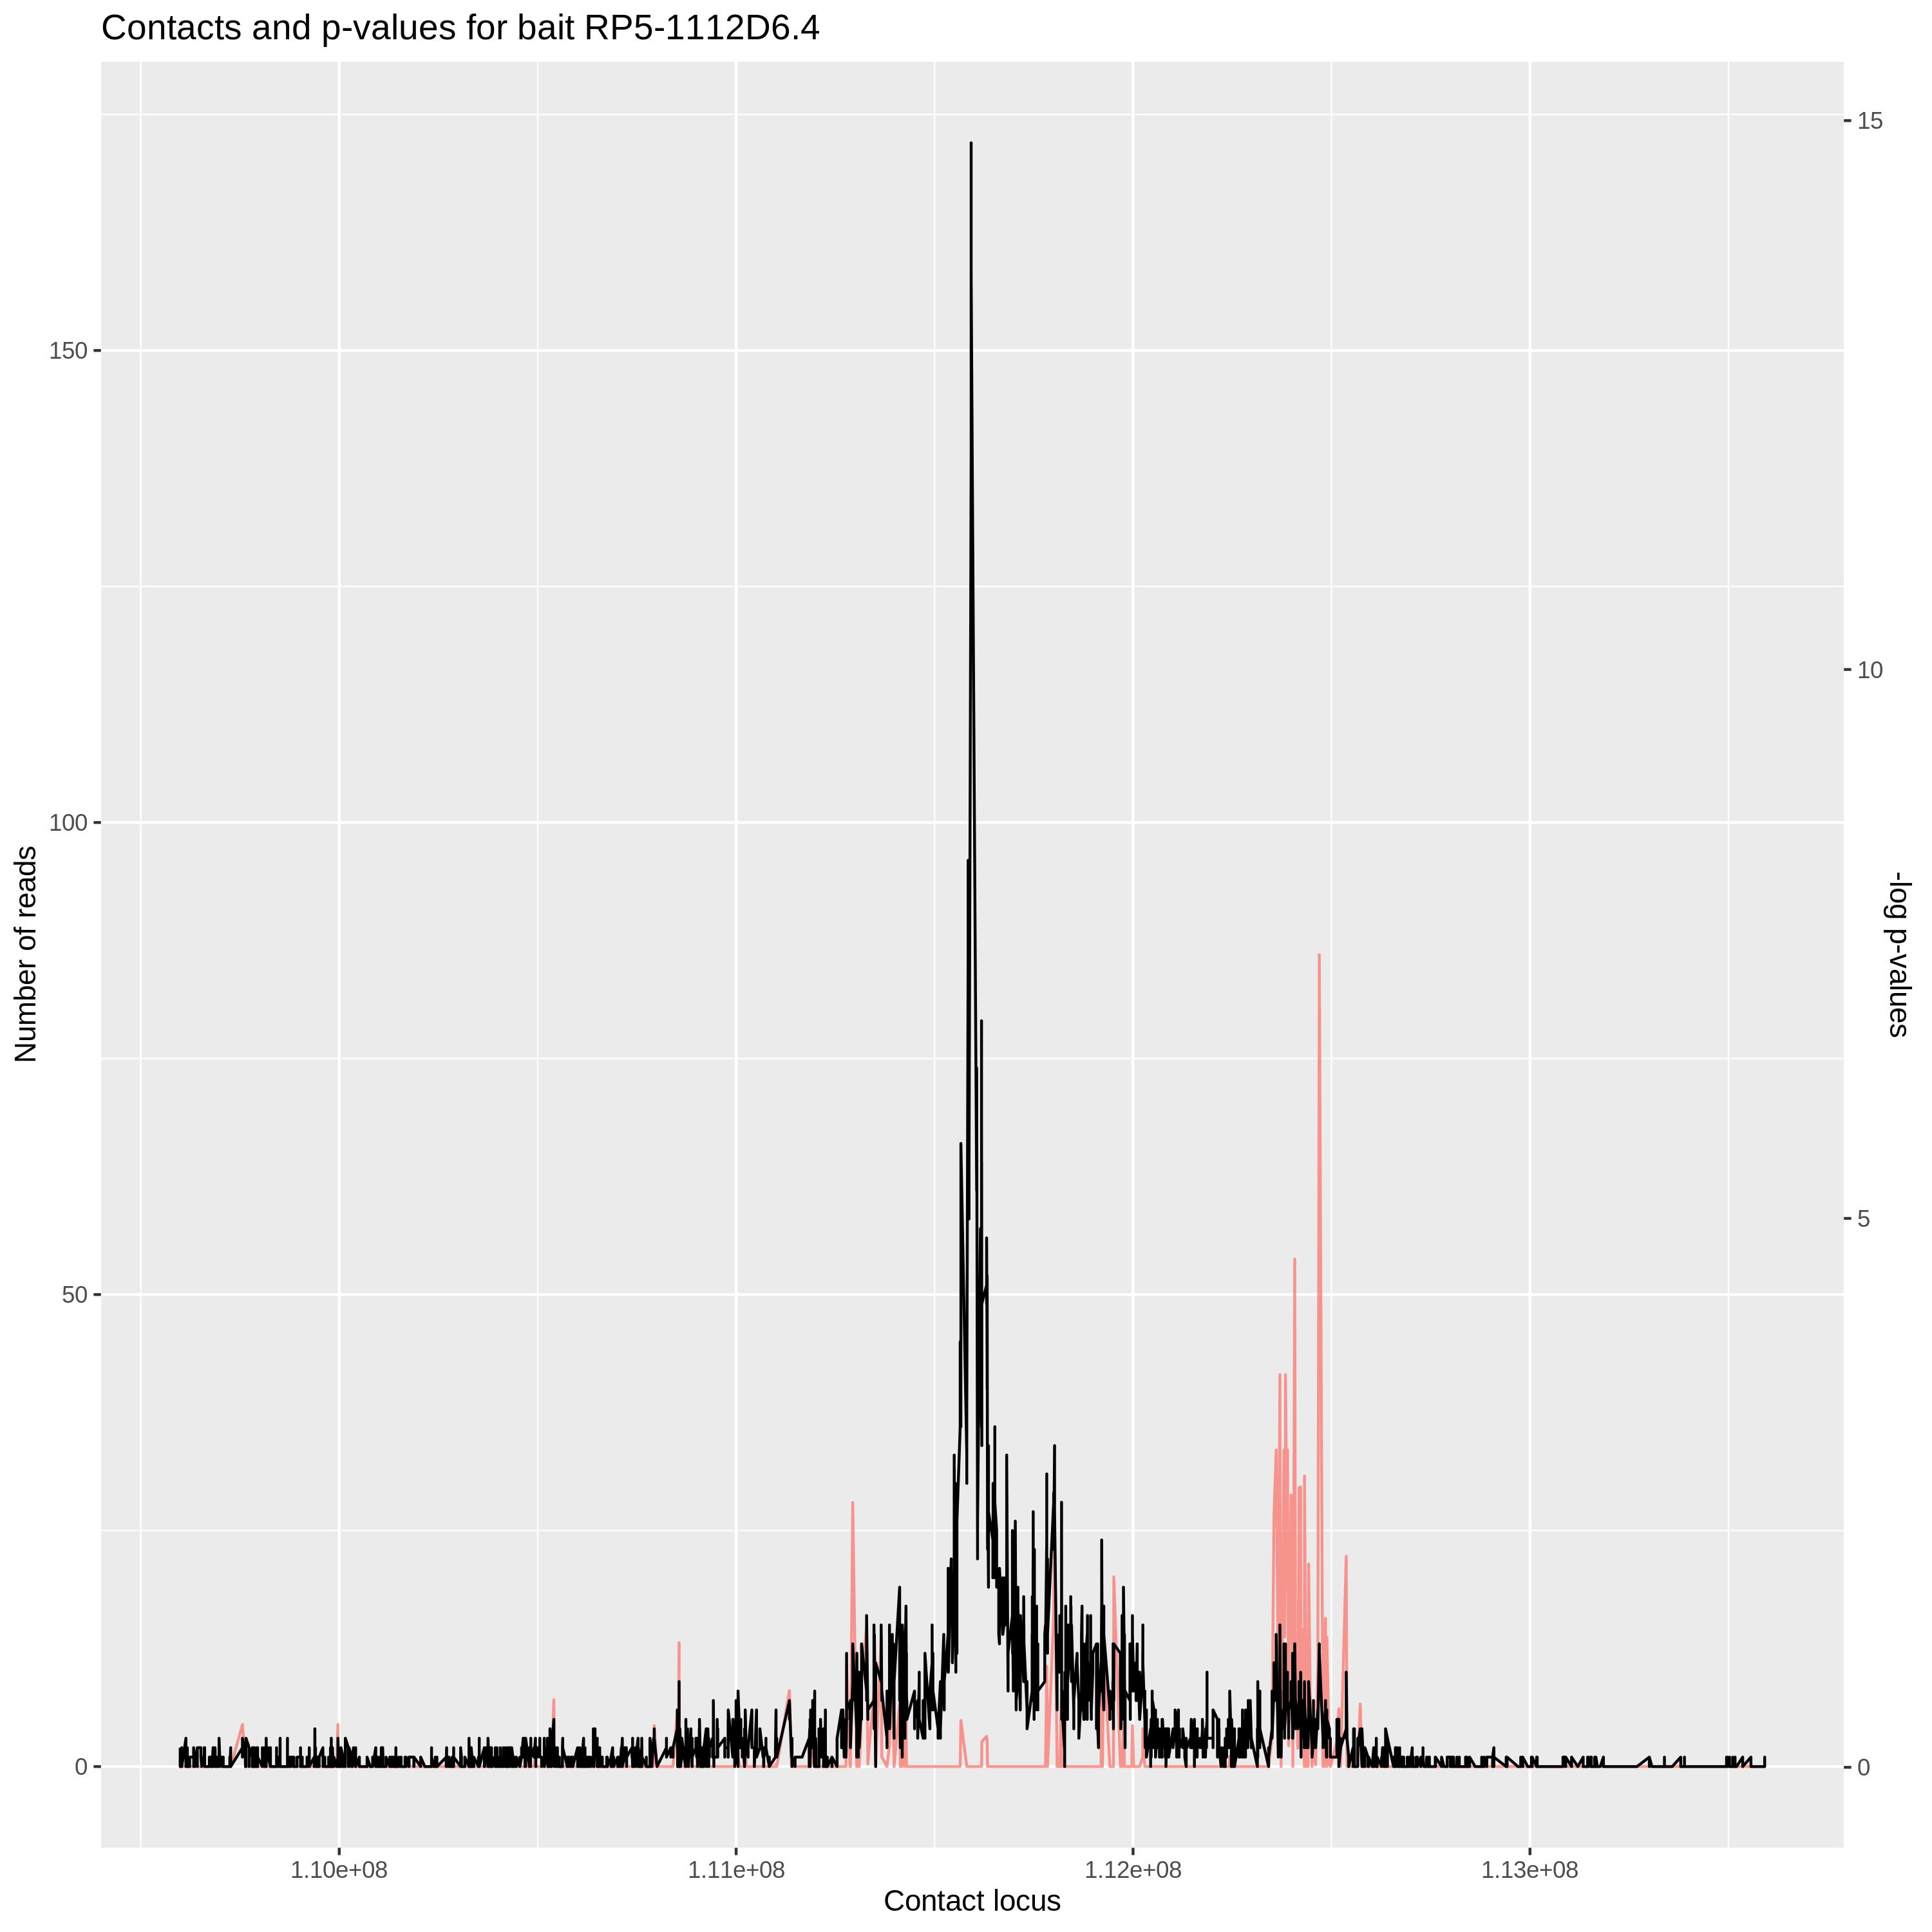 Contacts and p-values for bait RP5-1112D6.4
150
100
50
0
Number of reads
15
10
5
0
-log p-values
1.10e+08
1.11e+08
1.12e+08
1.13e+08
Contact locus